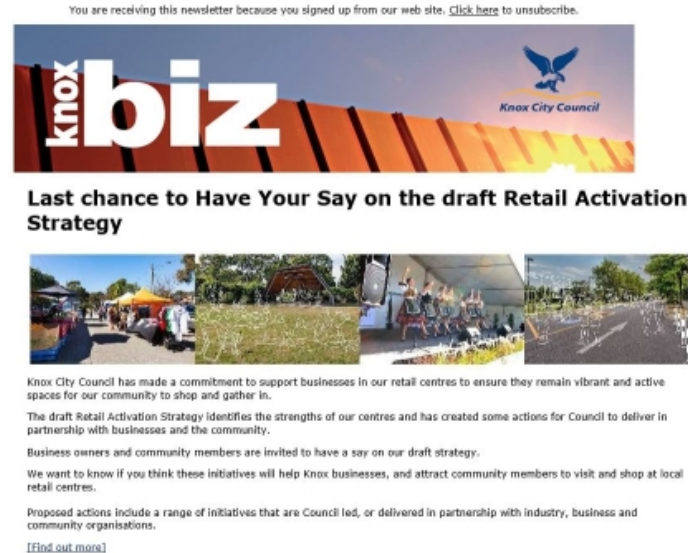 You are receiving this newsletter because you signed up from our web site. Click here to unsubscribe.
knox
biz
Knox City Council
Last chance to Have Your Say on the draft Retail Activation
Strategy
Knox City Council has made a commitment to support businesses in our retail centres to ensure they remain vibrant and active
spaces for our community to shop and gather in.
The draft Retail Activation Strategy identifies the strengths of our centres and has created some actions for Council to deliver in
partnership with businesses and the community.
Business owners and community members are invited to have a say on our draft strategy.
We want to know if you think these initiatives will help Knox businesses, and attract community members to visit and shop at local
retail centres.
Proposed actions include a range of initiatives that are Council led, or delivered in partnership with industry, business and
community organisations.
[Find out more]